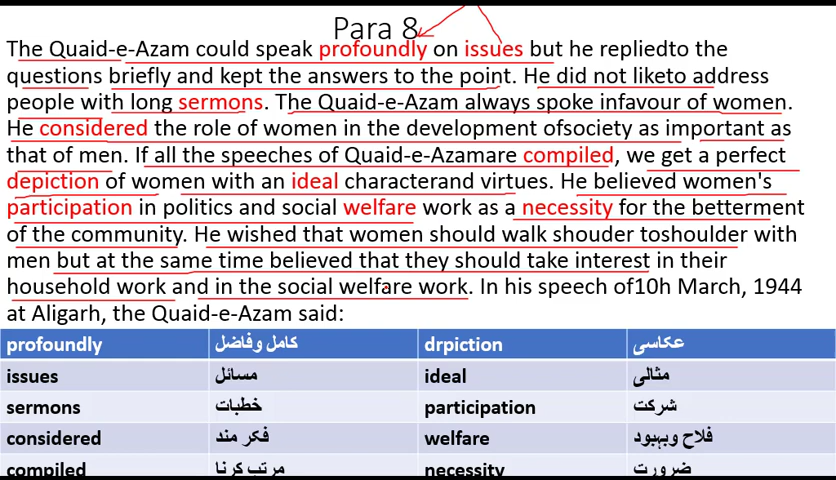 Para 8
The Quaid-e-Azam could speak profoundly on issues but he repliedto the
questions briefly and kept the answers to the point. He did not liketo address
people with long sermons. The Quaid-e-Azam always spoke infavour of women.
He considered the role of women in the development ofsociety as important as
that of men. If all the speeches of Quaid-e-Azamare compiled, we get a perfect
depiction of women with an ideal characterand virtues. He believed women's
participation in politics and social welfare work as a necessity for the betterment
of the community. He wished that women should walk shouder toshoulder with
men but at the same time believed that they should take interest in their
household work and in the social welfare work. In his speech of10h March, 1944
at Aligarh, the Quaid-e-Azam said:
profoundly کامل وفاضل drpiction عکاسی
issues مسائل ideal مثالی
sermons خطبات participation شرکت
considered فکر مند welfare فلاح وبہبود
compiled مرتب کرنا necessity ضرورت